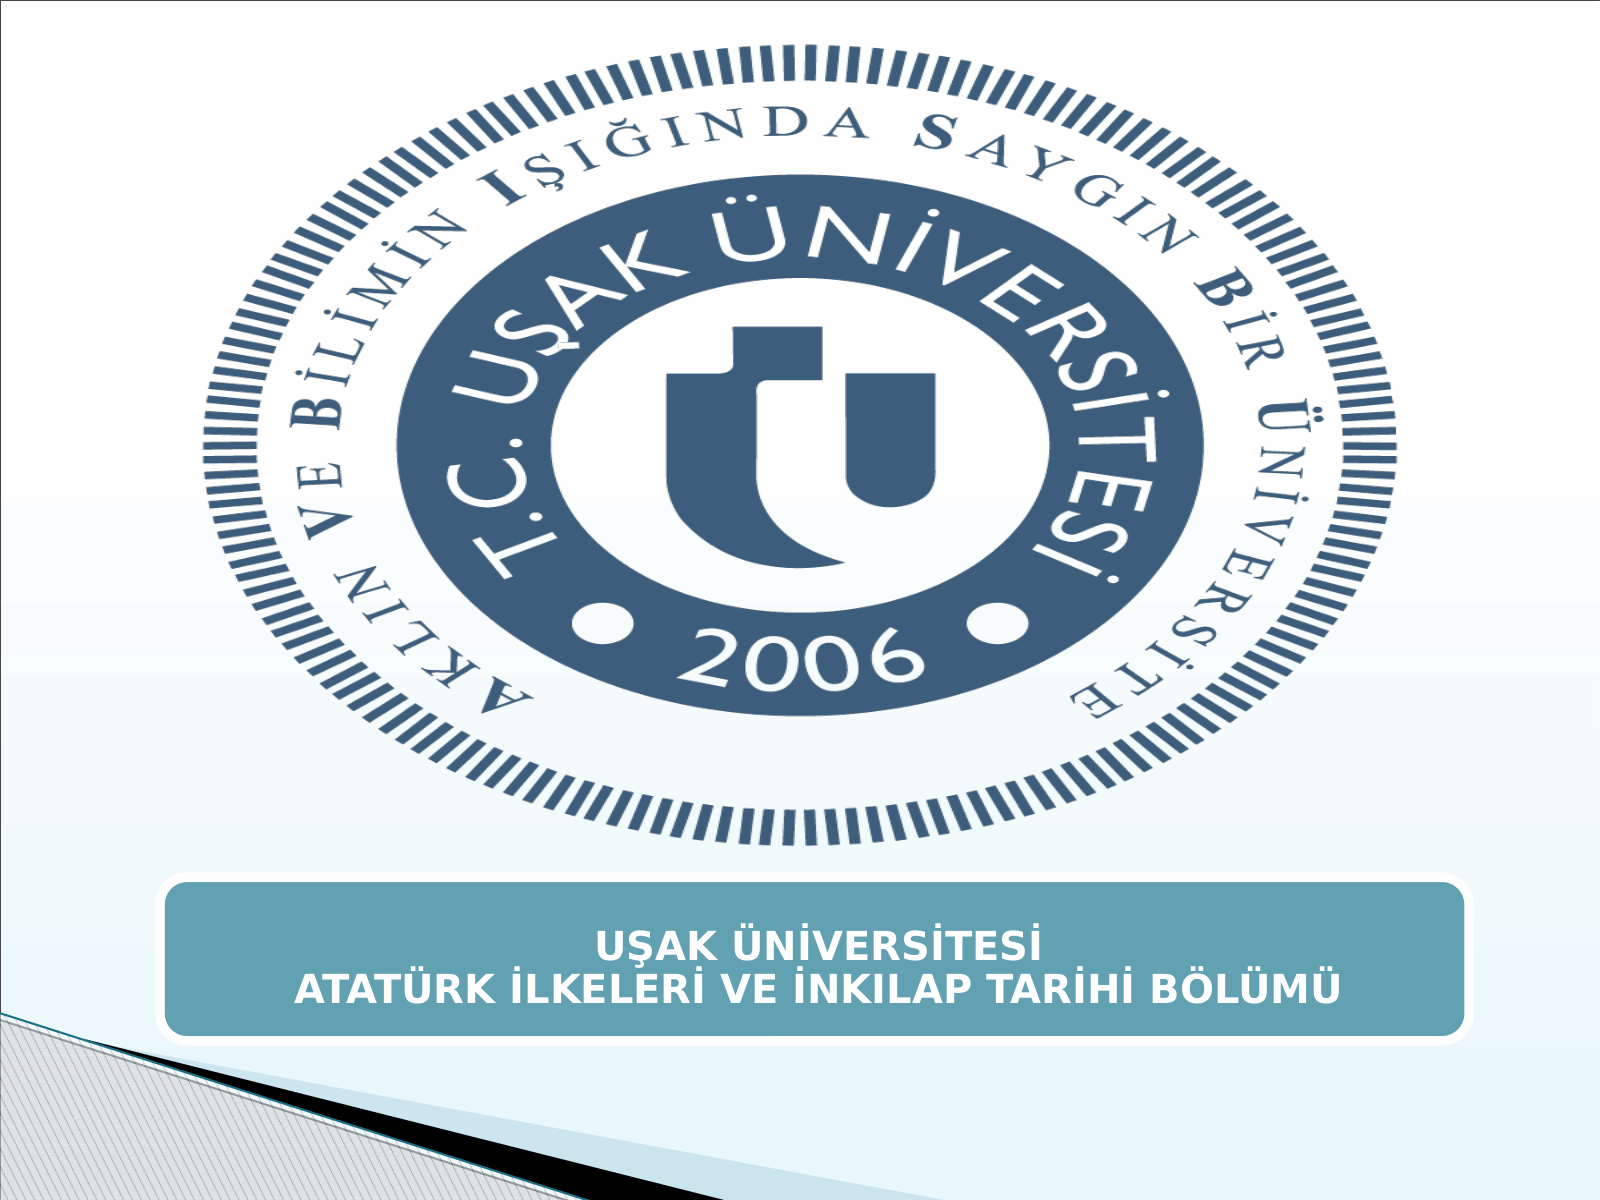 AKLIN VE BİLİMİN IŞIĞINDA SAYGIN BİR ÜNİVERSİTE
T.C. UŞAK ÜNİVERSİTESİ
2006
UŞAK ÜNİVERSİTESİ
ATATÜRK İLKELERİ VE İNKILAP TARİHİ BÖLÜMÜ